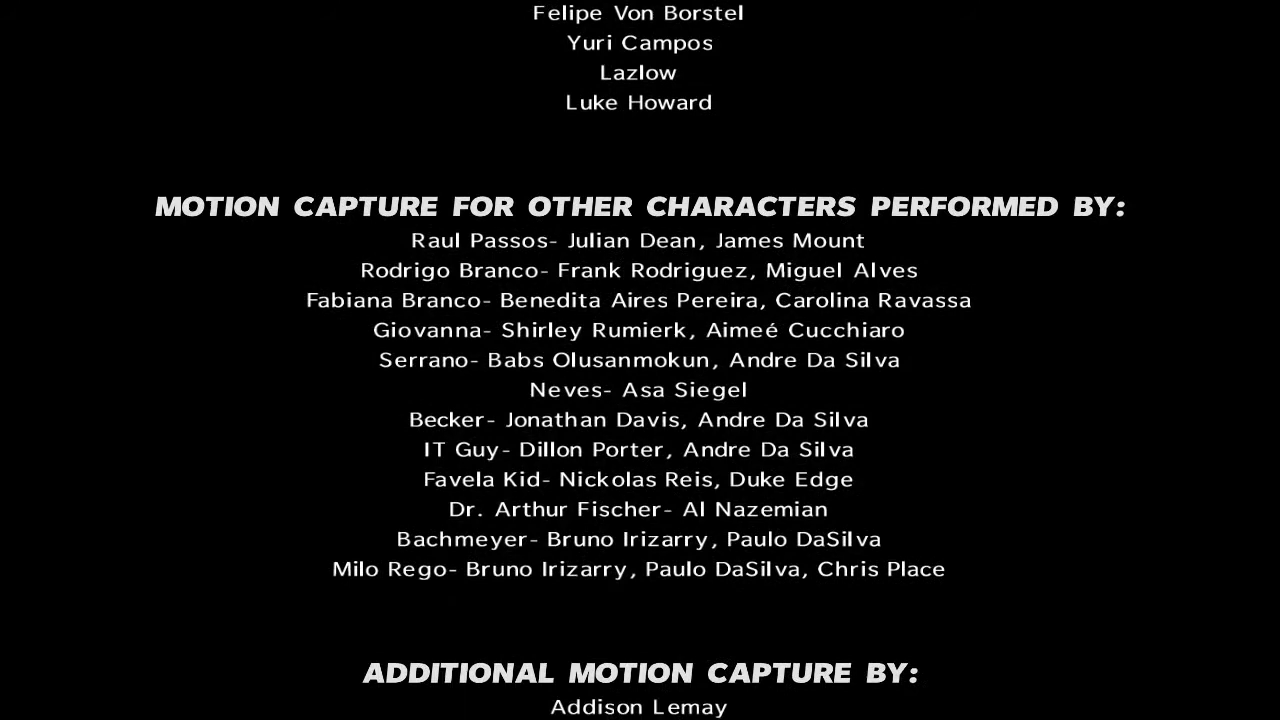 Felipe Von Borstel
Yuri Campos
Lazlow
Luke Howard
MOTION CAPTURE FOR OTHER CHARACTERS PERFORMED BY:
Raul Passos- Julian Dean, James Mount
Rodrigo Branco- Frank Rodriguez, Miguel Alves
Fabiana Branco- Benedita Aires Pereira, Carolina Ravassa
Giovanna- Shirley Rumierk, Aimeé Cucchiaro
Serrano- Babs Olusanmokun, Andre Da Silva
Neves- Asa Siegel
Becker- Jonathan Davis, Andre Da Silva
IT Guy- Dillon Porter, Andre Da Silva
Favela Kid- Nickolas Reis, Duke Edge
Dr. Arthur Fischer- Al Nazemian
Bachmeyer- Bruno Irizarry, Paulo DaSilva
Milo Rego- Bruno Irizarry, Paulo DaSilva, Chris Place
ADDITIONAL MOTION CAPTURE BY:
Addison Lemay